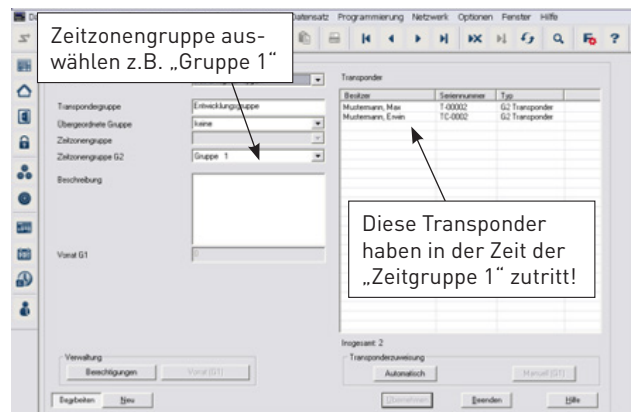 Datensatz Programmierung Netzwerk Optionen Fenster Hilfe
Zeitzonengruppe aus-
wählen z.B. „Gruppe 1“
Transpondegruppe
Entwicklungsgruppe
Übergeordnete Gruppe
keine
Zeitzonengruppe
Zeitzonengruppe G2
Gruppe 1
Beschreibung
Vorrat G1
0
Transponder
Besitzer Seriennummer Typ
Mustermann, Max T-00002 G2 Transponder
Mustermann, Erwin TC-0002 G2 Transponder
Diese Transponder
haben in der Zeit der
„Zeitgruppe 1“ zutritt!
Insgesamt: 2
Verwaltung
Berechtigungen
Vorrat (G1)
Transponderzuweisung
Automatisch
Manuell (G1)
Bearbeiten
Neu
Übernehmen
Beenden
Hilfe